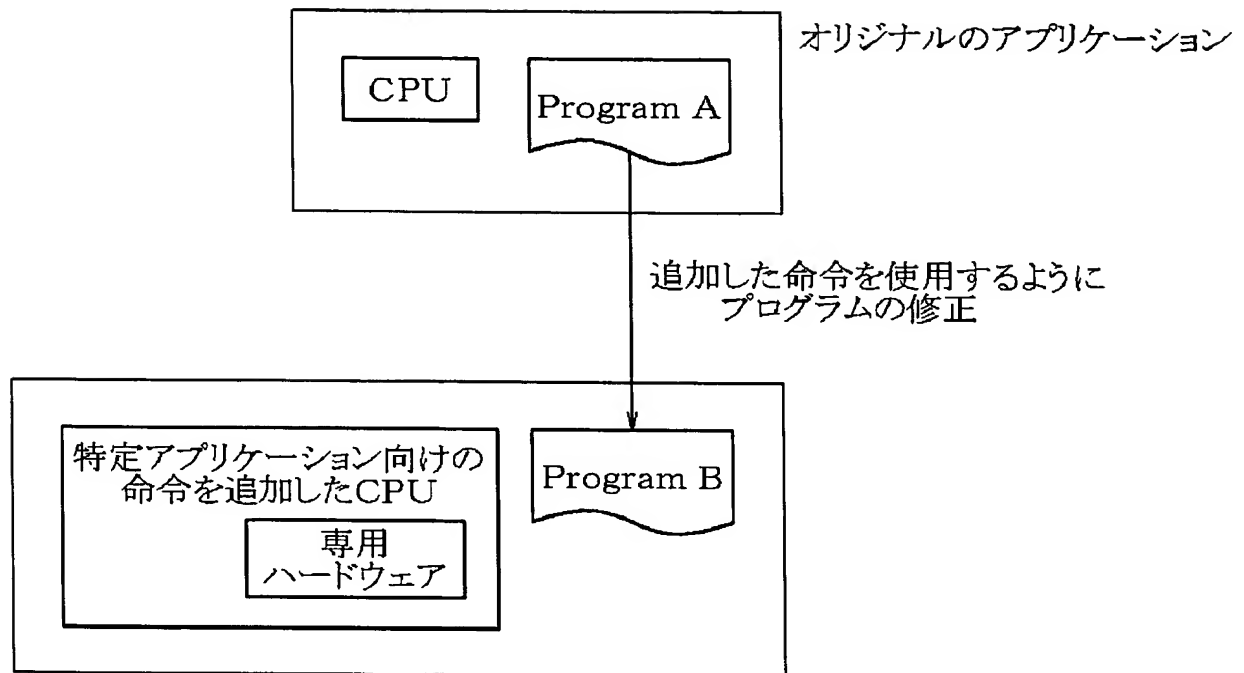 オリジナルのアプリケーション
CPU
Program A
追加した命令を使用するように
プログラムの修正
特定アプリケーション向けの
命令を追加したCPU
Program B
専用
ハードウェア